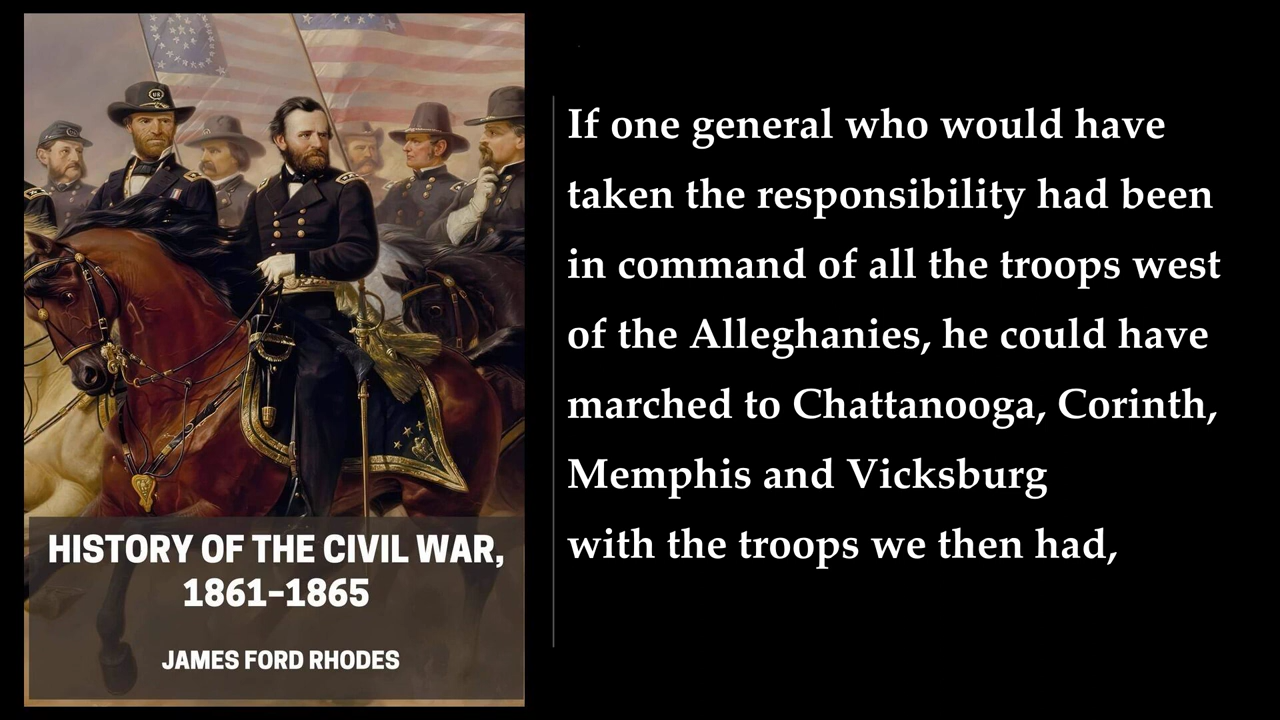 HISTORY OF THE CIVIL WAR,
1861–1865
JAMES FORD RHODES
If one general who would have
taken the responsibility had been
in command of all the troops west
of the Alleghanies, he could have
marched to Chattanooga, Corinth,
Memphis and Vicksburg
with the troops we then had,